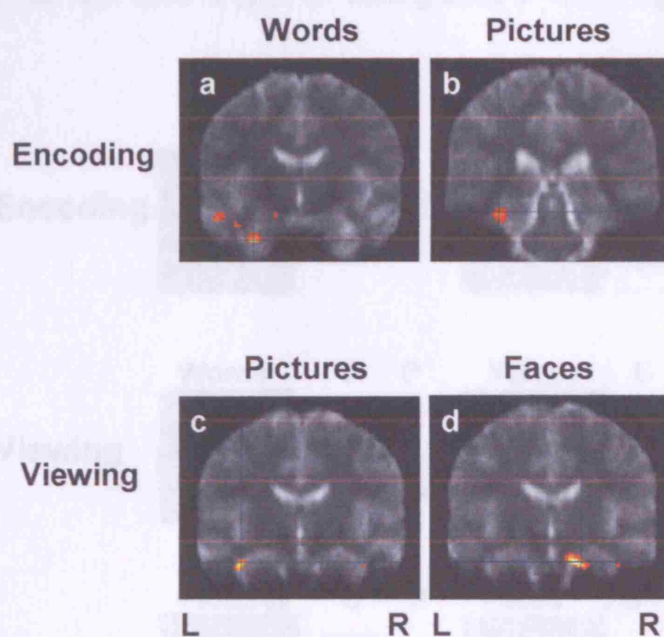 Words Pictures
a b
Encoding
Pictures Faces
c d
Viewing
L R L R